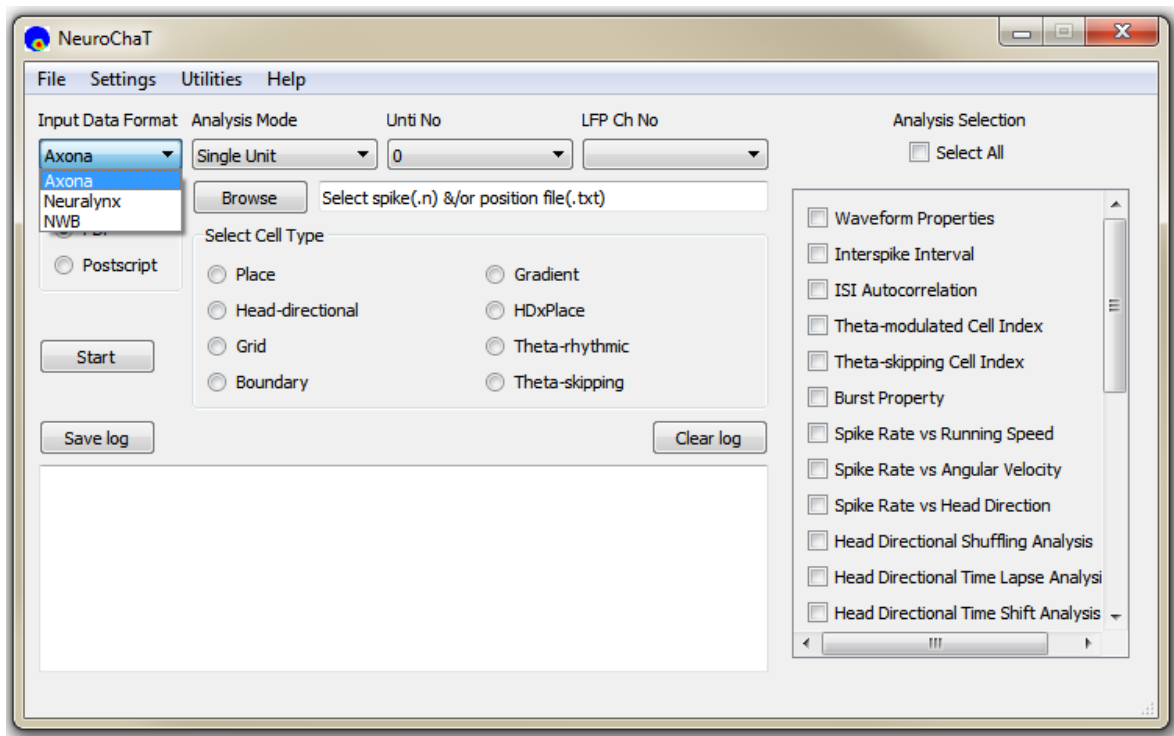 NeuroChaT
File Settings Utilities Help
Input Data Format Analysis Mode Unti No LFP Ch No
Axona Single Unit 0
Axona
Neuralynx
NWB
Browse Select spike(.n) &/or position file(.txt)
Postscript
Start
Select Cell Type
Place Gradient
Head-directional HDxPlace
Grid Theta-rhythmic
Boundary Theta-skipping
Save log Clear log
Analysis Selection
Select All
Waveform Properties
Interspike Interval
ISI Autocorrelation
Theta-modulated Cell Index
Theta-skipping Cell Index
Burst Property
Spike Rate vs Running Speed
Spike Rate vs Angular Velocity
Spike Rate vs Head Direction
Head Directional Shuffling Analysis
Head Directional Time Lapse Analysi
Head Directional Time Shift Analysis